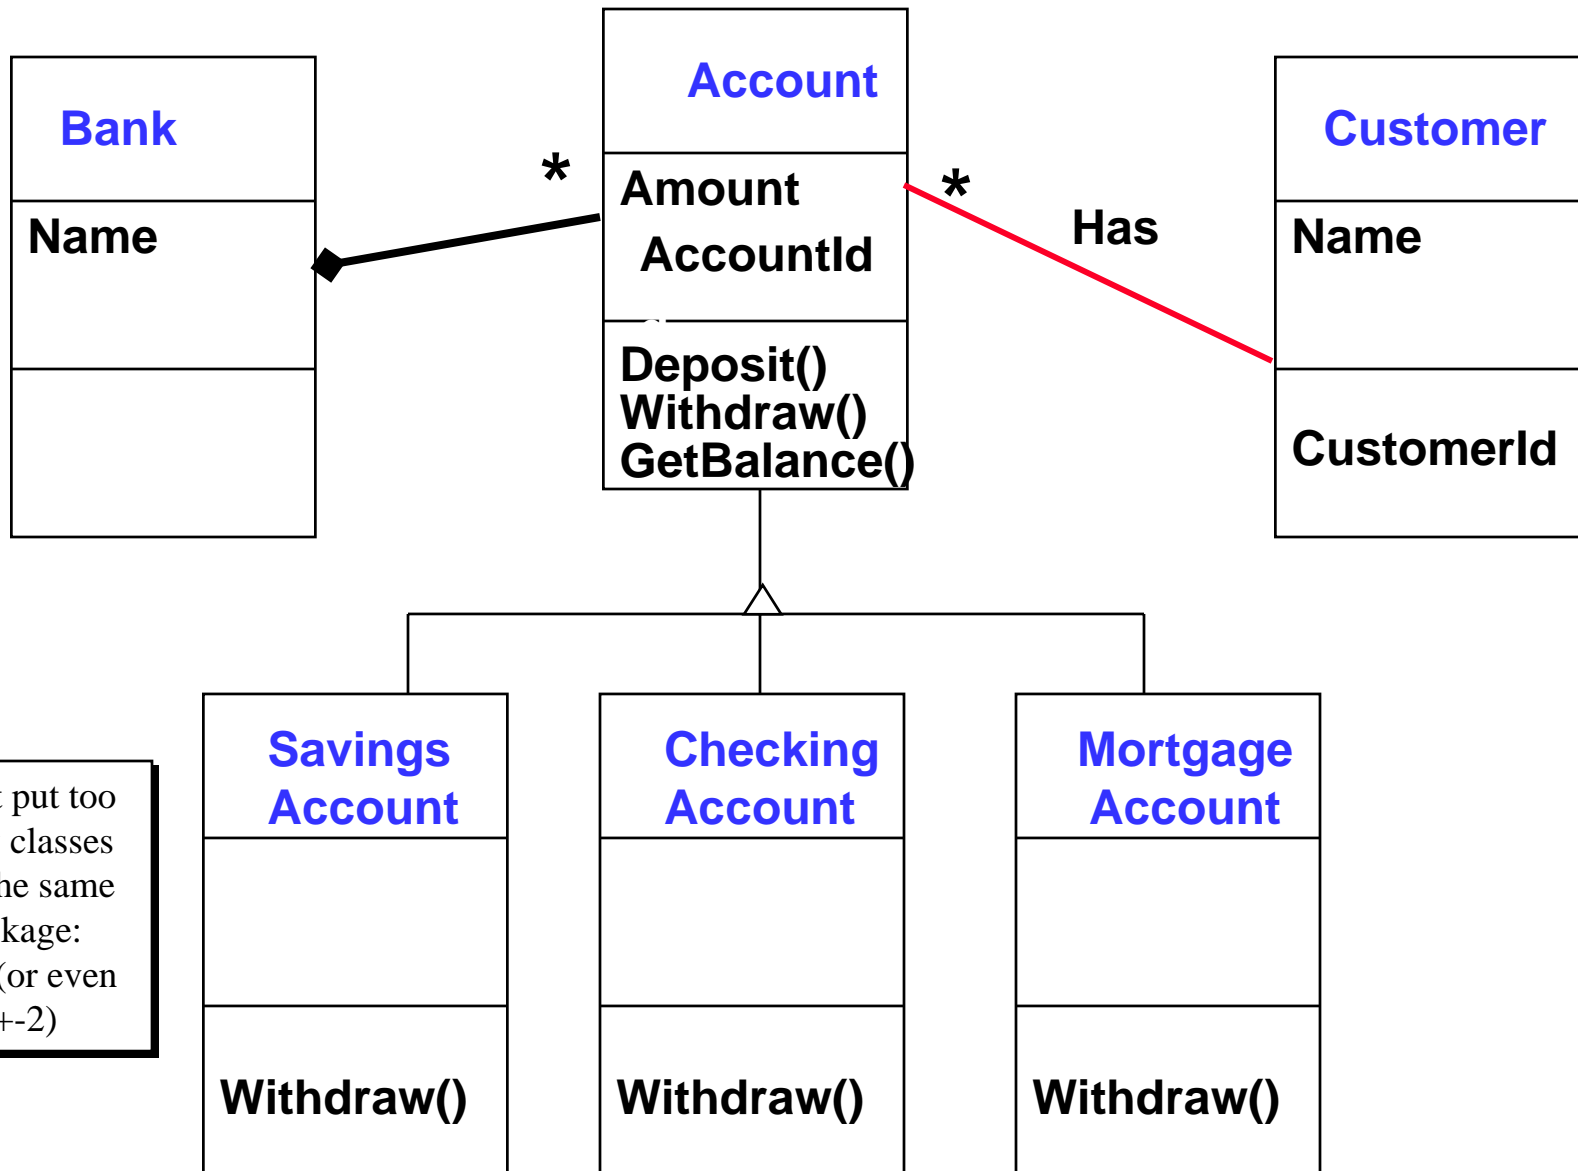 Bank
Name
*
Account
Amount
AccountId
Deposit()
Withdraw()
GetBalance()
*
Has
Customer
Name
CustomerId
put too
classes
same
(or even
+-2)
Savings
Account
Withdraw()
Checking
Account
Withdraw()
Mortgage
Account
Withdraw()